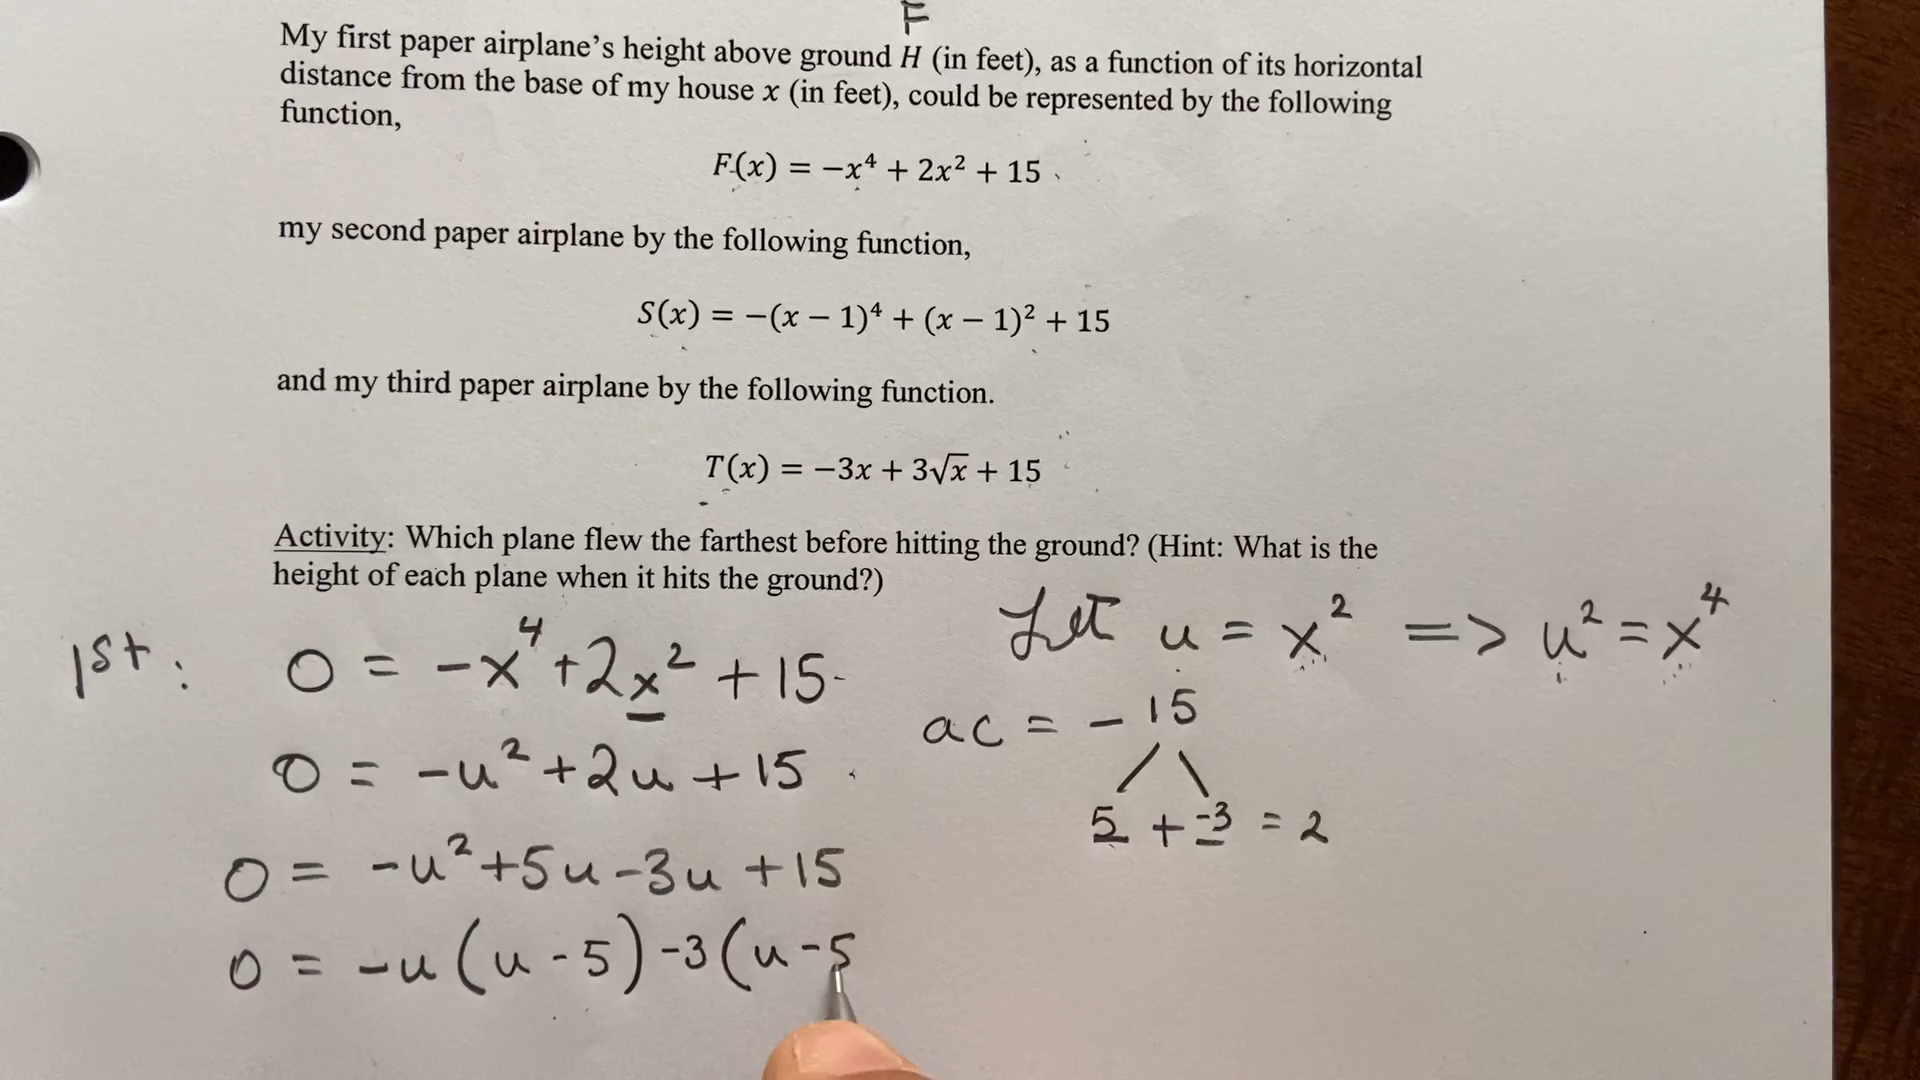 F
My first paper airplane's height above ground H (in feet), as a function of its horizontal
distance from the base of my house x (in feet), could be represented by the following
function,
F(x) = −x⁴ + 2x² + 15
my second paper airplane by the following function,
S(x) = −(x − 1)⁴ + (x − 1)² + 15
and my third paper airplane by the following function.
T(x) = −3x + 3√x + 15
Activity: Which plane flew the farthest before hitting the ground? (Hint: What is the
height of each plane when it hits the ground?)
Let u = x² => u² = x⁴
1st: 0 = -x⁴ + 2x² + 15
ac = -15
0 = -u² + 2u + 15
5 + -3 = 2
0 = -u² + 5u - 3u + 15
0 = -u(u - 5) - 3(u - 5